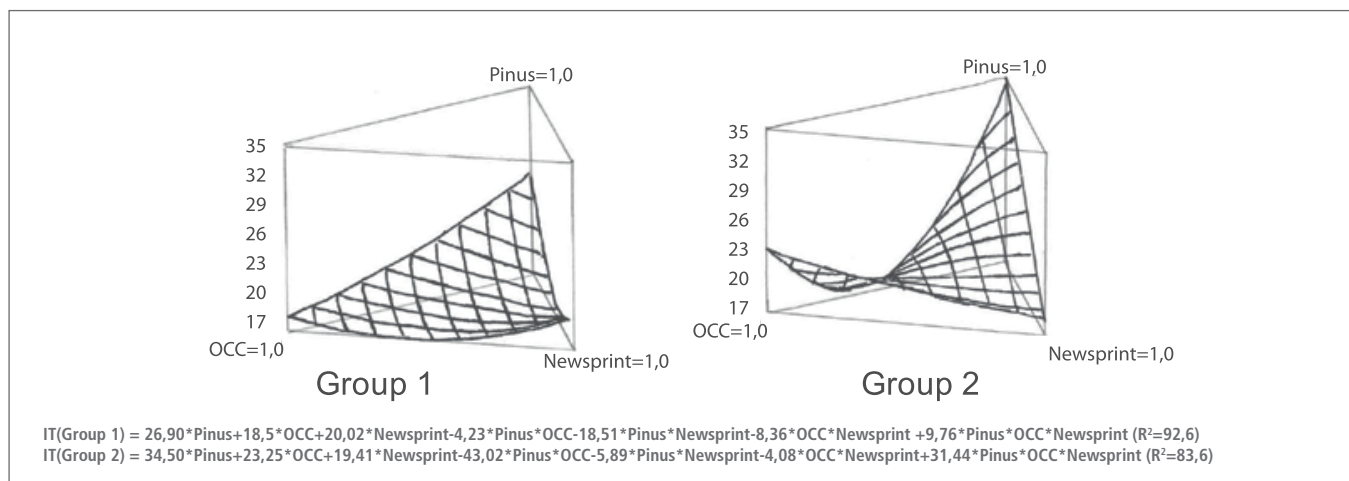 Pinus=1,0
35
32
29
26
23
20
17
OCC=1,0
Newsprint=1,0
Group 1
Pinus=1,0
35
32
29
26
23
20
17
OCC=1,0
Newsprint=1,0
Group 2
IT(Group 1) = 26,90*Pinus+18,5*OCC+20,02*Newsprint-4,23*Pinus*OCC-18,51*Pinus*Newsprint-8,36*OCC*Newsprint +9,76*Pinus*OCC*Newsprint (R²=92,6)
IT(Group 2) = 34,50*Pinus+23,25*OCC+19,41*Newsprint-43,02*Pinus*OCC-5,89*Pinus*Newsprint-4,08*OCC*Newsprint+31,44*Pinus*OCC*Newsprint (R²=83,6)